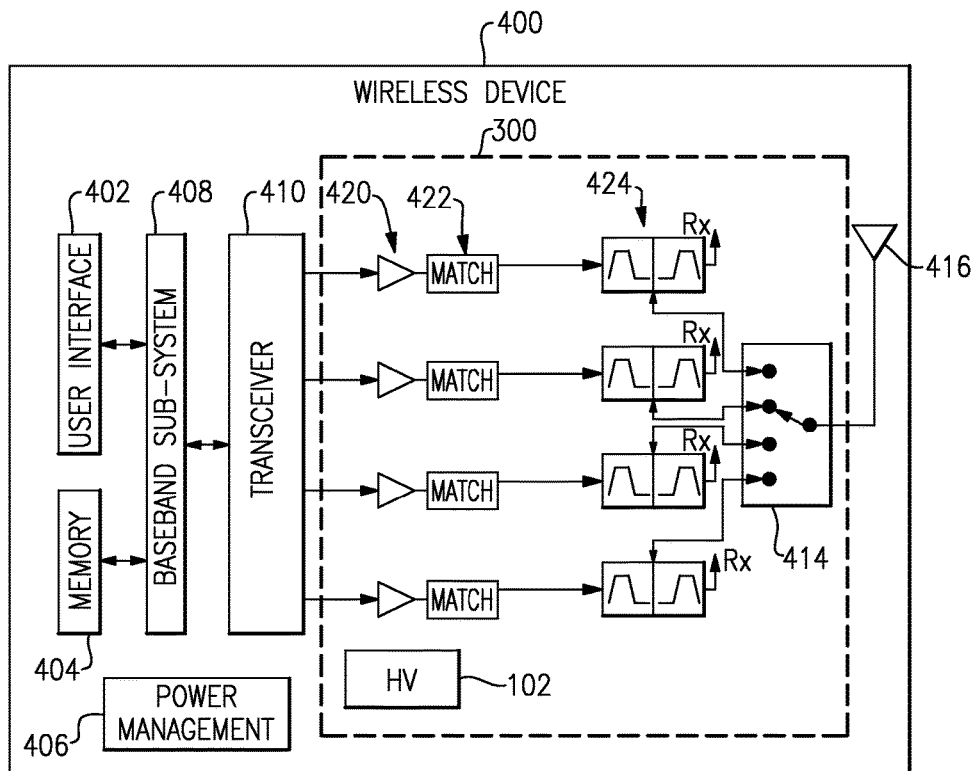 400
WIRELESS DEVICE
300
402
408
410
420
422
424
Rx
416
USER INTERFACE
BASEBAND SUB-SYSTEM
TRANSCEIVER
MATCH
Rx
MATCH
Rx
MATCH
414
MEMORY
Rx
MATCH
404
HV
102
POWER
MANAGEMENT
406